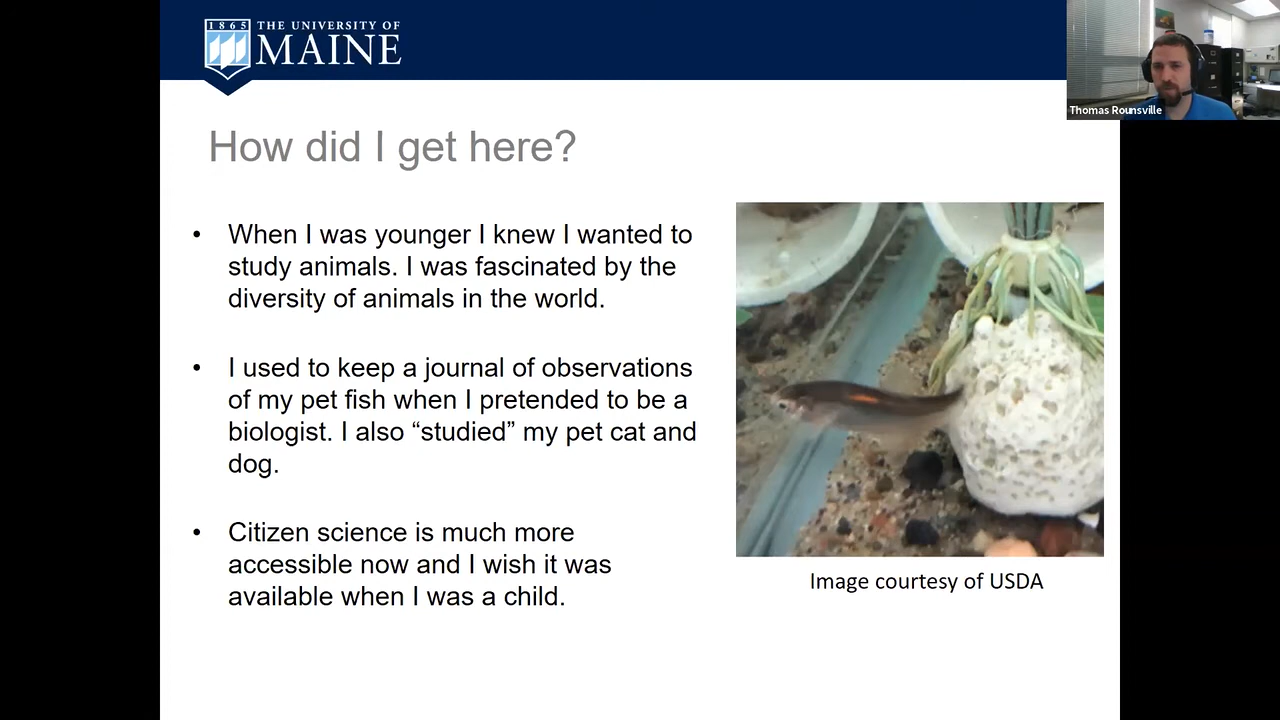 1865
THE UNIVERSITY OF
MAINE
Thomas Rounsville
How did I get here?
• When I was younger I knew I wanted to
study animals. I was fascinated by the
diversity of animals in the world.
• I used to keep a journal of observations
of my pet fish when I pretended to be a
biologist. I also “studied” my pet cat and
dog.
• Citizen science is much more
accessible now and I wish it was
available when I was a child.
Image courtesy of USDA